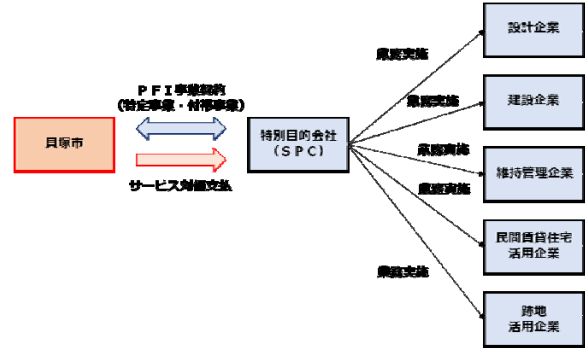 設計企業
業務実施
PFI事業契約
(特定事業・付帯事業)
業務実施
建設企業
貝塚市
特別目的会社
(SPC)
業務実施
維持管理企業
サービス対価支払
業務実施
民間賃貸住宅
活用企業
業務実施
跡地
活用企業